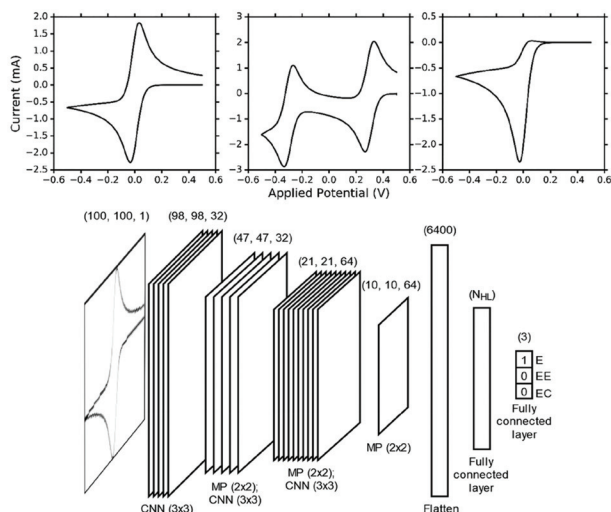 2.0
1.5
1.0
0.5
0.0
−0.5
−1.0
−1.5
−2.0
−2.5
Current (mA)
−0.6 −0.4 −0.2 0.0 0.2 0.4 0.6
3
2
1
0
−1
−2
−3
−0.6 −0.4 −0.2 0.0 0.2 0.4 0.6
Applied Potential (V)
0.5
0.0
−0.5
−1.0
−1.5
−2.0
−2.5
−0.6 −0.4 −0.2 0.0 0.2 0.4 0.6
(100, 100, 1)
(98, 98, 32)
(47, 47, 32)
(21, 21, 64)
(10, 10, 64)
(6400)
(NHL)
(3)
1 E
0 EE
0 EC
Fully
connected
layer
CNN (3x3)
MP (2x2);
CNN (3x3)
MP (2x2);
CNN (3x3)
MP (2x2)
Flatten
Fully
connected
layer